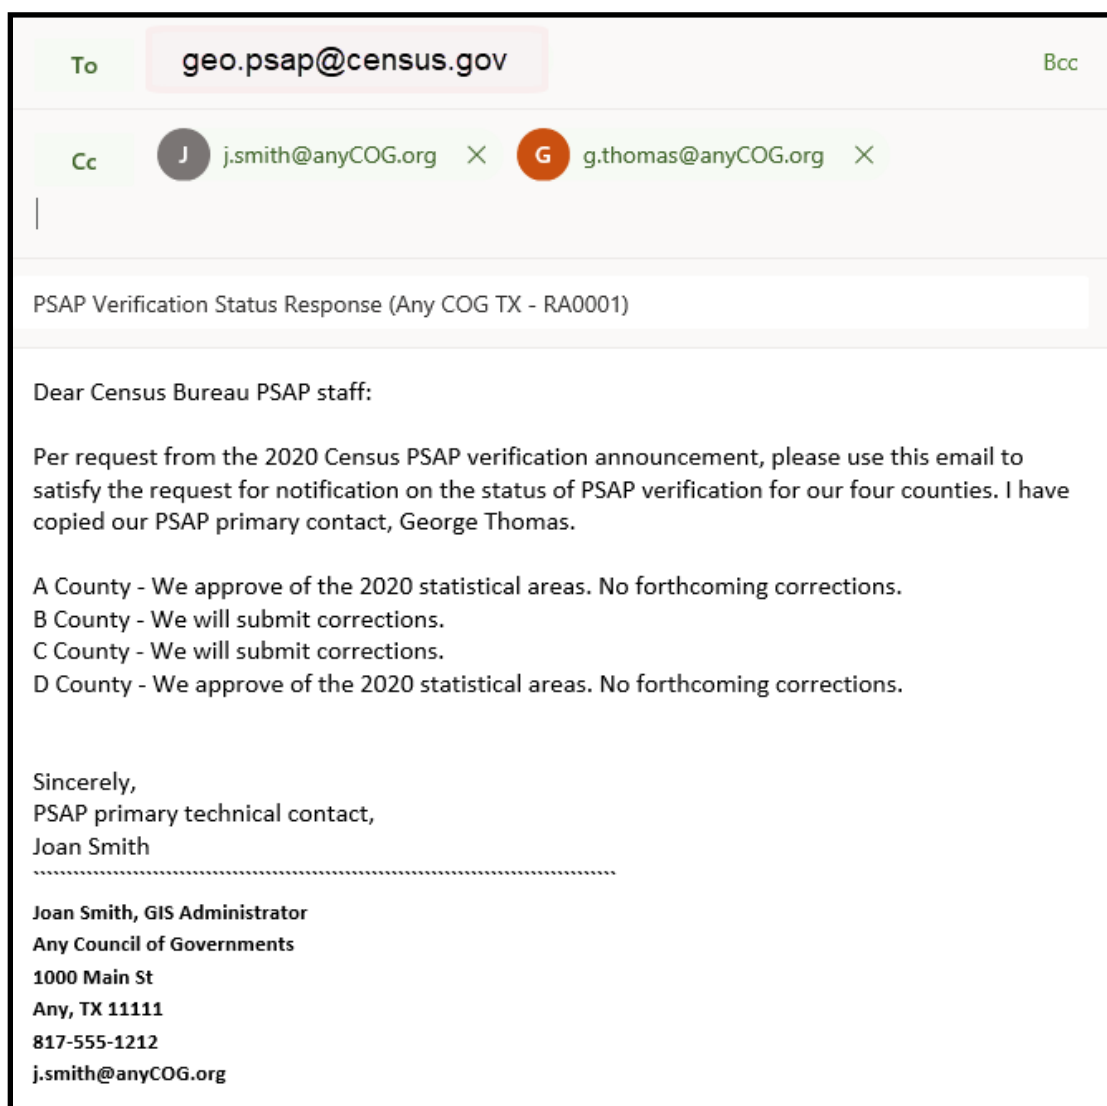 To geo.psap@census.gov Bcc
Cc J j.smith@anyCOG.org × G g.thomas@anyCOG.org ×
PSAP Verification Status Response (Any COG TX - RA0001)
Dear Census Bureau PSAP staff:
Per request from the 2020 Census PSAP verification announcement, please use this email to
satisfy the request for notification on the status of PSAP verification for our four counties. I have
copied our PSAP primary contact, George Thomas.
A County - We approve of the 2020 statistical areas. No forthcoming corrections.
B County - We will submit corrections.
C County - We will submit corrections.
D County - We approve of the 2020 statistical areas. No forthcoming corrections.
Sincerely,
PSAP primary technical contact,
Joan Smith
Joan Smith, GIS Administrator
Any Council of Governments
1000 Main St
Any, TX 11111
817-555-1212
j.smith@anyCOG.org